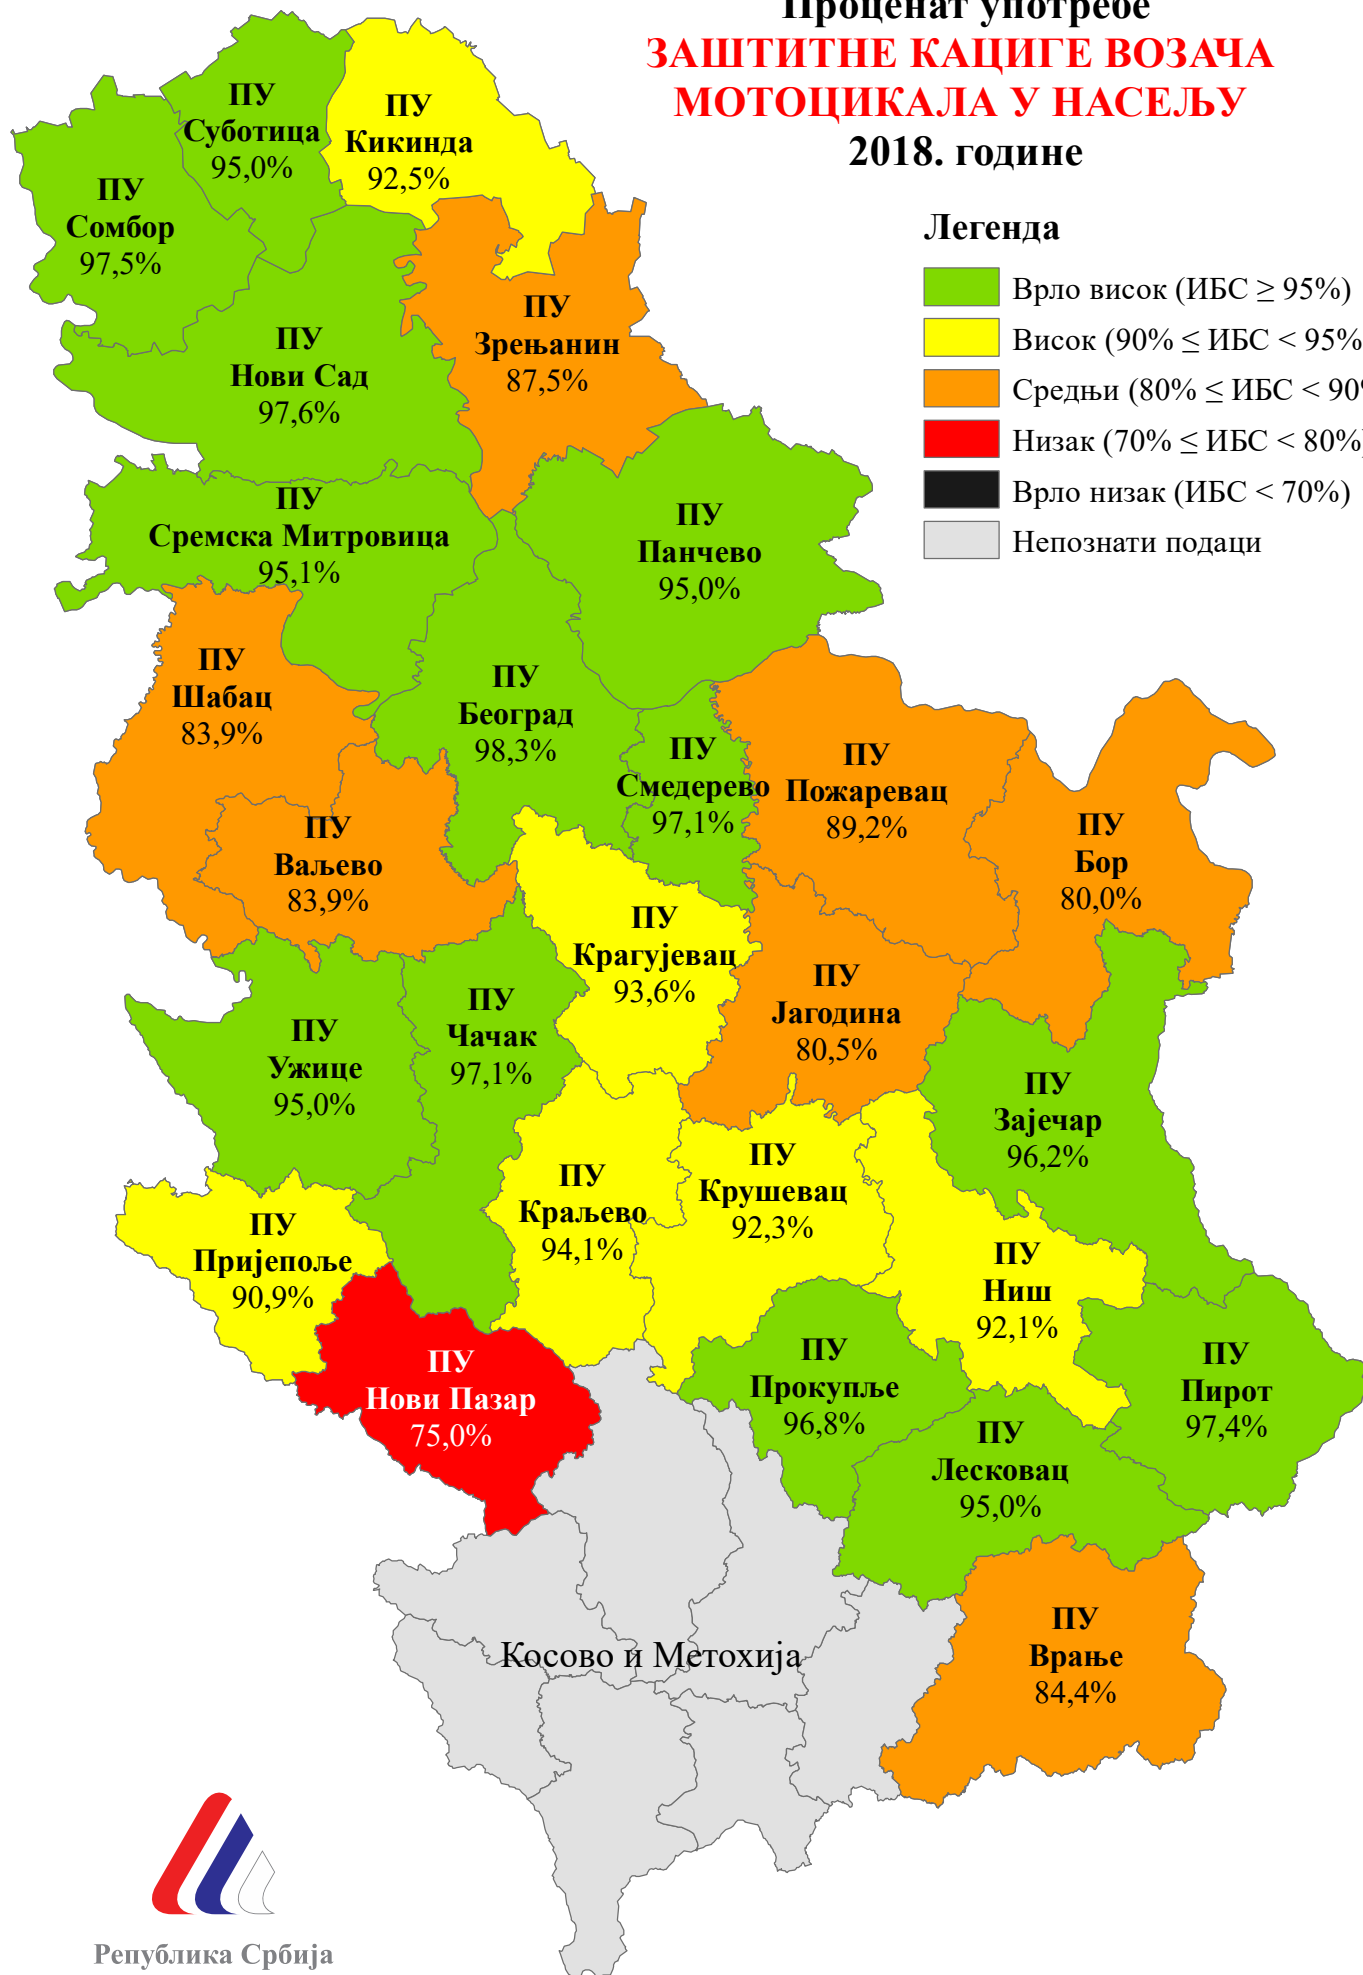 Проценат употребе
ЗАШТИТНЕ КАЦИГЕ ВОЗАЧА
МОТОЦИКАЛА У НАСЕЉУ
2018. године
Легенда
Врло висок (ИБС ≥ 95%)
Висок (90% ≤ ИБС < 95%
Средњи (80% ≤ ИБС < 90%
Низак (70% ≤ ИБС < 80%)
Врло низак (ИБС < 70%)
Непознати подаци
ПУ
Суботица
95,0%
ПУ
Кикинда
92,5%
ПУ
Сомбор
97,5%
ПУ
Зрењанин
87,5%
ПУ
Нови Сад
97,6%
ПУ
Сремска Митровица
95,1%
ПУ
Панчево
95,0%
ПУ
Шабац
83,9%
ПУ
Београд
98,3%
ПУ
Смедерево
97,1%
ПУ
Пожаревац
89,2%
ПУ
Бор
80,0%
ПУ
Ваљево
83,9%
ПУ
Крагујевац
93,6%
ПУ
Јагодина
80,5%
ПУ
Чачак
97,1%
ПУ
Ужице
95,0%
ПУ
Зајечар
96,2%
ПУ
Крушевац
92,3%
ПУ
Краљево
94,1%
ПУ
Пријепоље
90,9%
ПУ
Ниш
92,1%
ПУ
Прокупље
96,8%
ПУ
Пирот
97,4%
ПУ
Нови Пазар
75,0%
ПУ
Лесковац
95,0%
ПУ
Врање
84,4%
Косово и Метохија
Република Србија